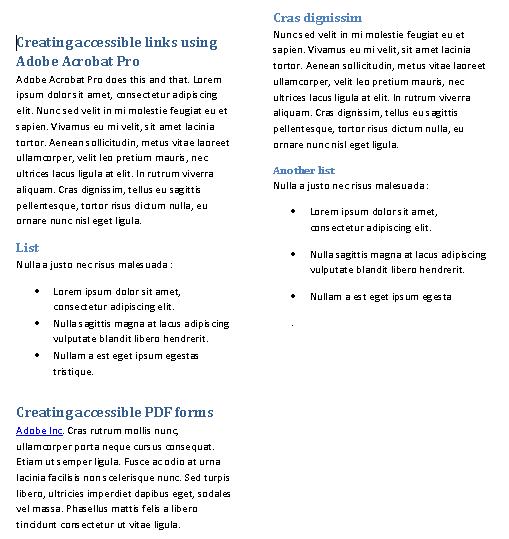 Creating accessible links using
Adobe Acrobat Pro
Adobe Acrobat Pro does this and that. Lorem
ipsum dolor sit amet, consectetur adipiscing
elit. Nunc sed velit in mi molestie feugiat eu et
sapien. Vivamus eu mi velit, sit amet lacinia
tortor. Aenean sollicitudin, metus vitae laoreet
ullamcorper, velit leo pretium mauris, nec
ultrices lacus ligula at elit. In rutrum viverra
aliquam. Cras dignissim, tellus eu sagittis
pellentesque, tortor risus dictum nulla, eu
ornare nunc nisl eget ligula.
List
Nulla a justo nec risus malesuada :
• Lorem ipsum dolor sit amet,
consectetur adipiscing elit.
• Nulla sagittis magna at lacus adipiscing
vulputate blandit libero hendrerit.
• Nullam a est eget ipsum egestas
tristique.
Creating accessible PDF forms
Adobe Inc. Cras rutrum mollis nunc,
ullamcorper porta neque cursus consequat.
Etiam ut semper ligula. Fusce ac odio at urna
lacinia facilisis non scelerisque nunc. Sed turpis
libero, ultricies imperdiet dapibus eget, sodales
vel massa. Phasellus mattis felis a libero
tincidunt consectetur ut vitae ligula.
Cras dignissim
Nunc sed velit in mi molestie feugiat eu et
sapien. Vivamus eu mi velit, sit amet lacinia
tortor. Aenean sollicitudin, metus vitae laoreet
ullamcorper, velit leo pretium mauris, nec
ultrices lacus ligula at elit. In rutrum viverra
aliquam. Cras dignissim, tellus eu sagittis
pellentesque, tortor risus dictum nulla, eu
ornare nunc nisl eget ligula.
Another list
Nulla a justo nec risus malesuada :
• Lorem ipsum dolor sit amet,
consectetur adipiscing elit.
• Nulla sagittis magna at lacus adipiscing
vulputate blandit libero hendrerit.
• Nullam a est eget ipsum egesta
.